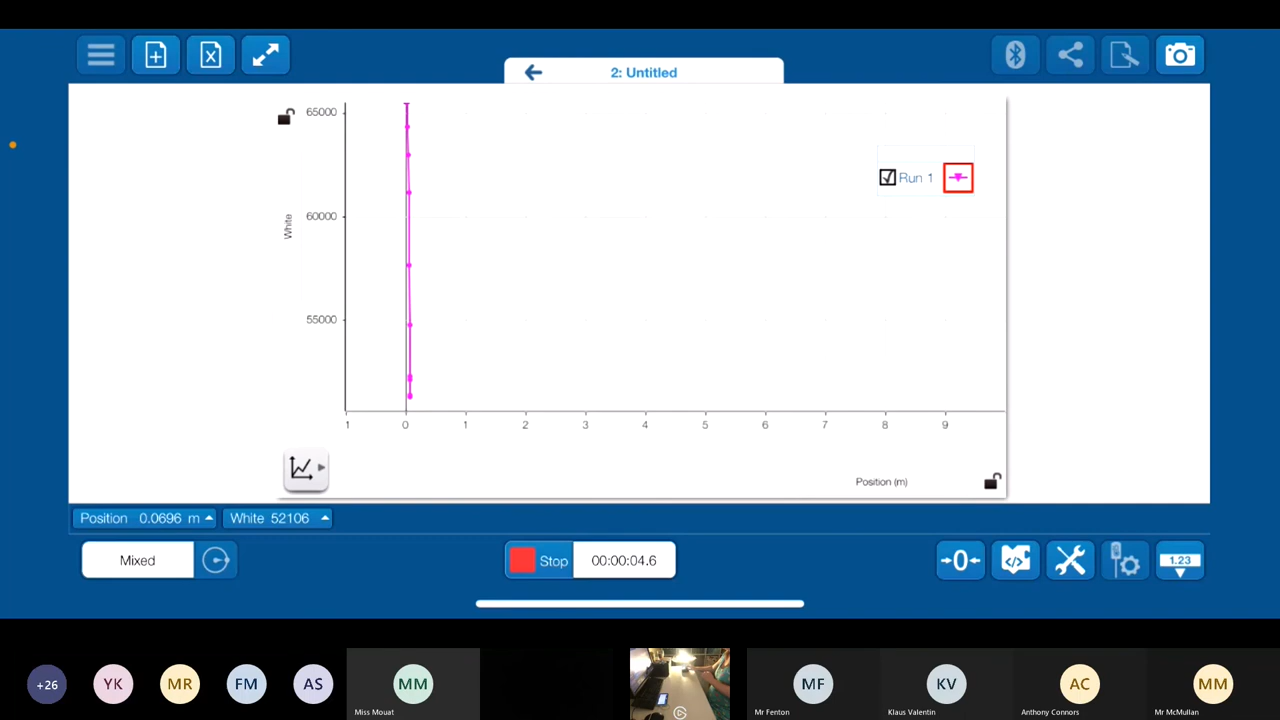 2: Untitled
65000
60000
55000
White
Run 1
1 0 1 2 3 4 5 6 7 8 9
Position (m)
Position 0.0696 m
White 52106
Mixed
Stop
00:00:04.6
→0←
1.23
+26
YK
MR
FM
AS
MM
Miss Mouat
MF
Mr Fenton
KV
Klaus Valentin
AC
Anthony Connors
MM
Mr McMullan